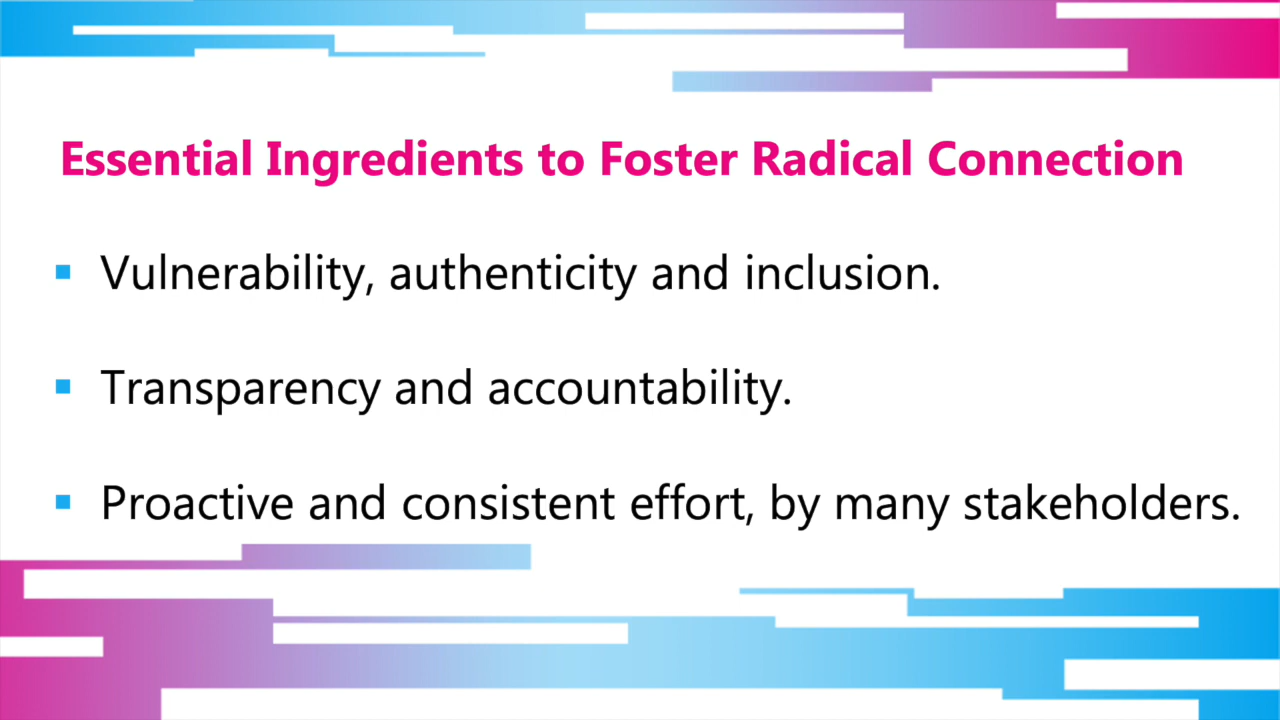 Essential Ingredients to Foster Radical Connection
Vulnerability, authenticity and inclusion.
Transparency and accountability.
Proactive and consistent effort, by many stakeholders.